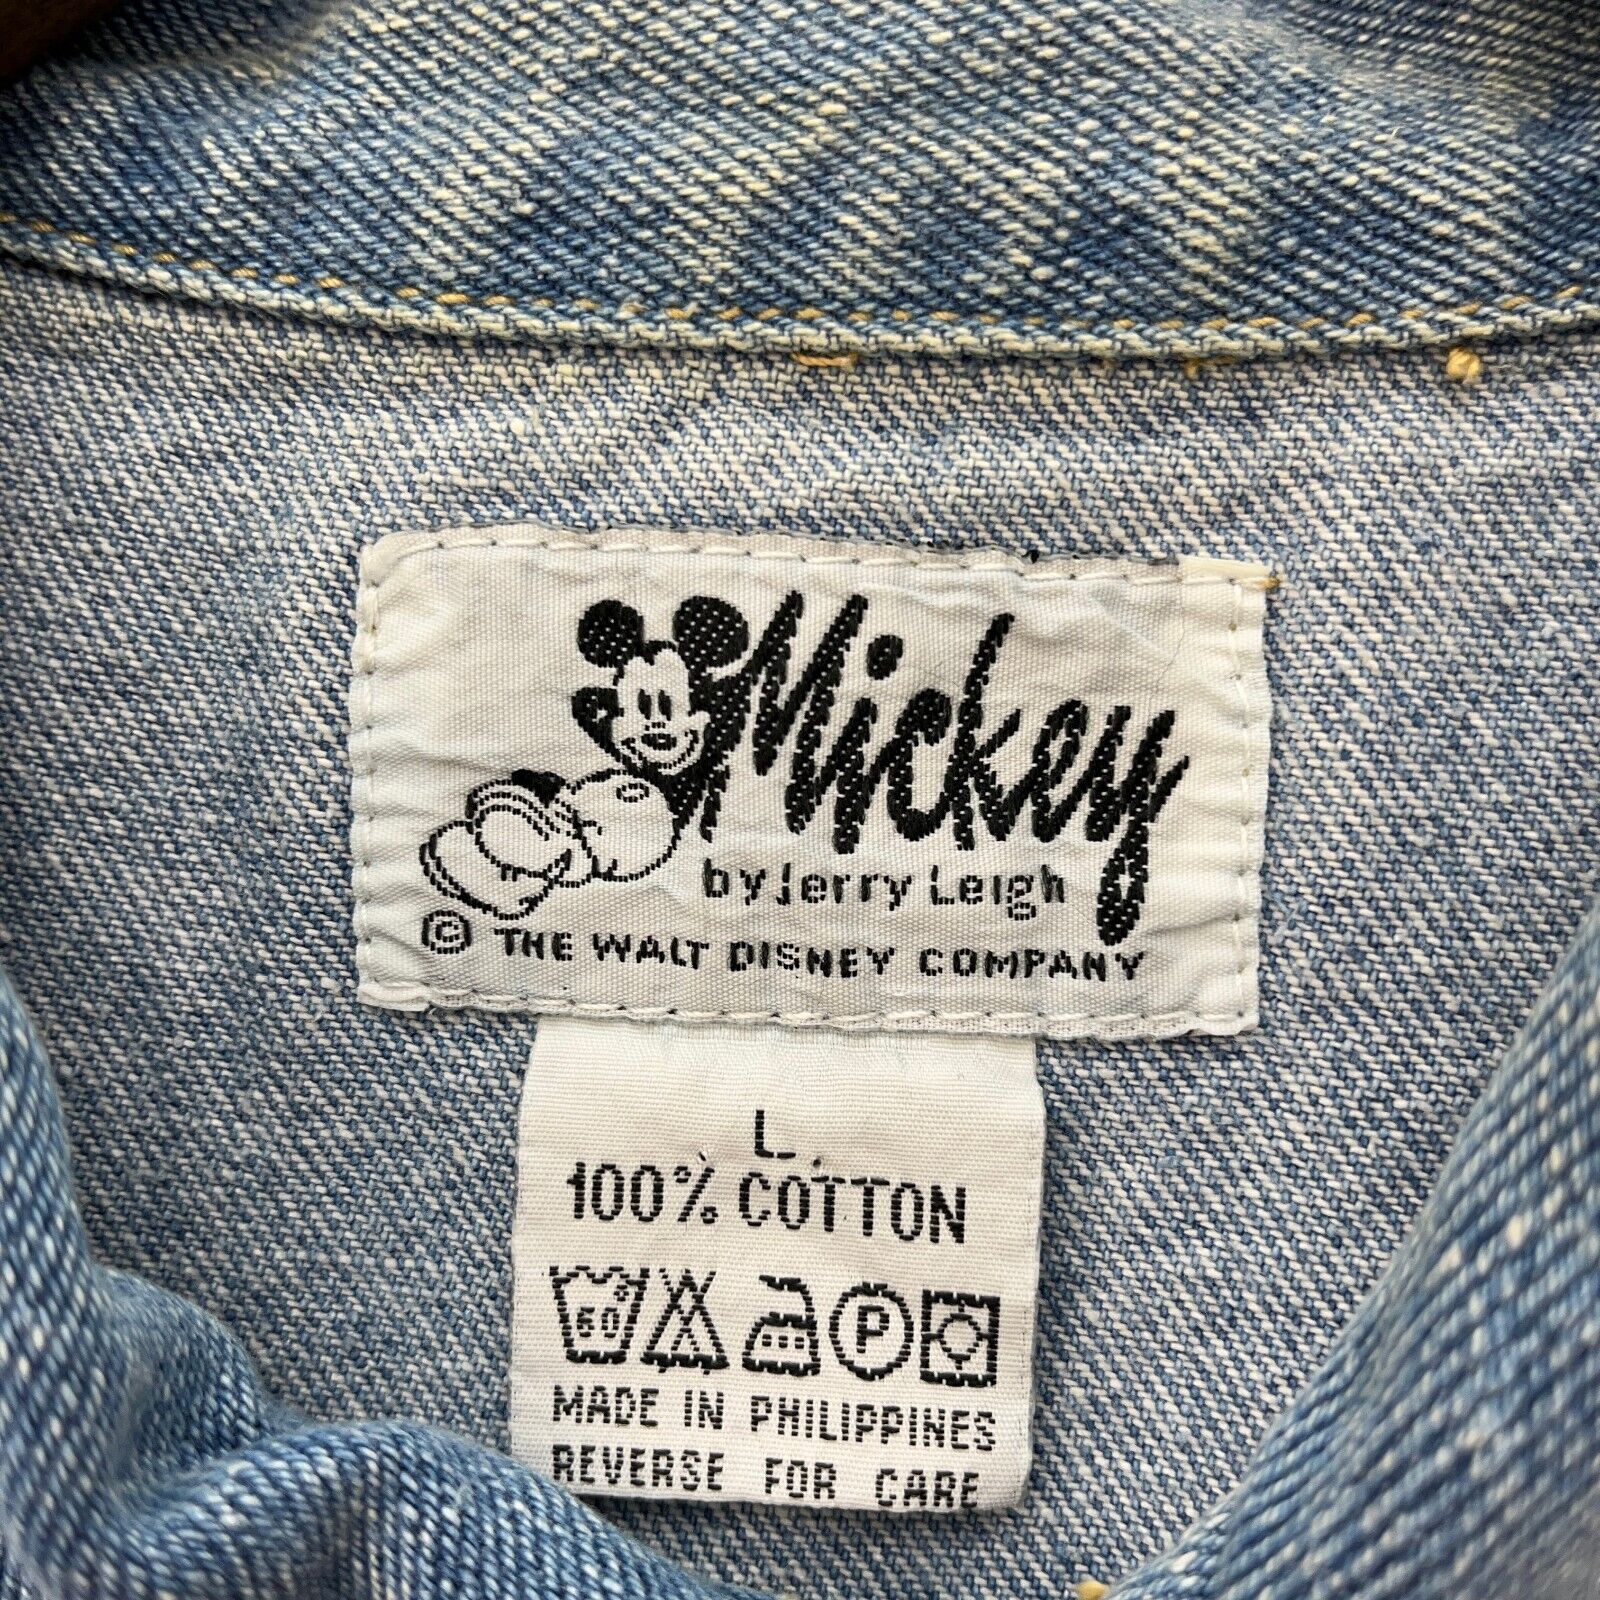 Mickey
by Jerry Leigh
© THE WALT DISNEY COMPANY
L.
100% COTTON
60° P
MADE IN PHILIPPINES
REVERSE FOR CARE